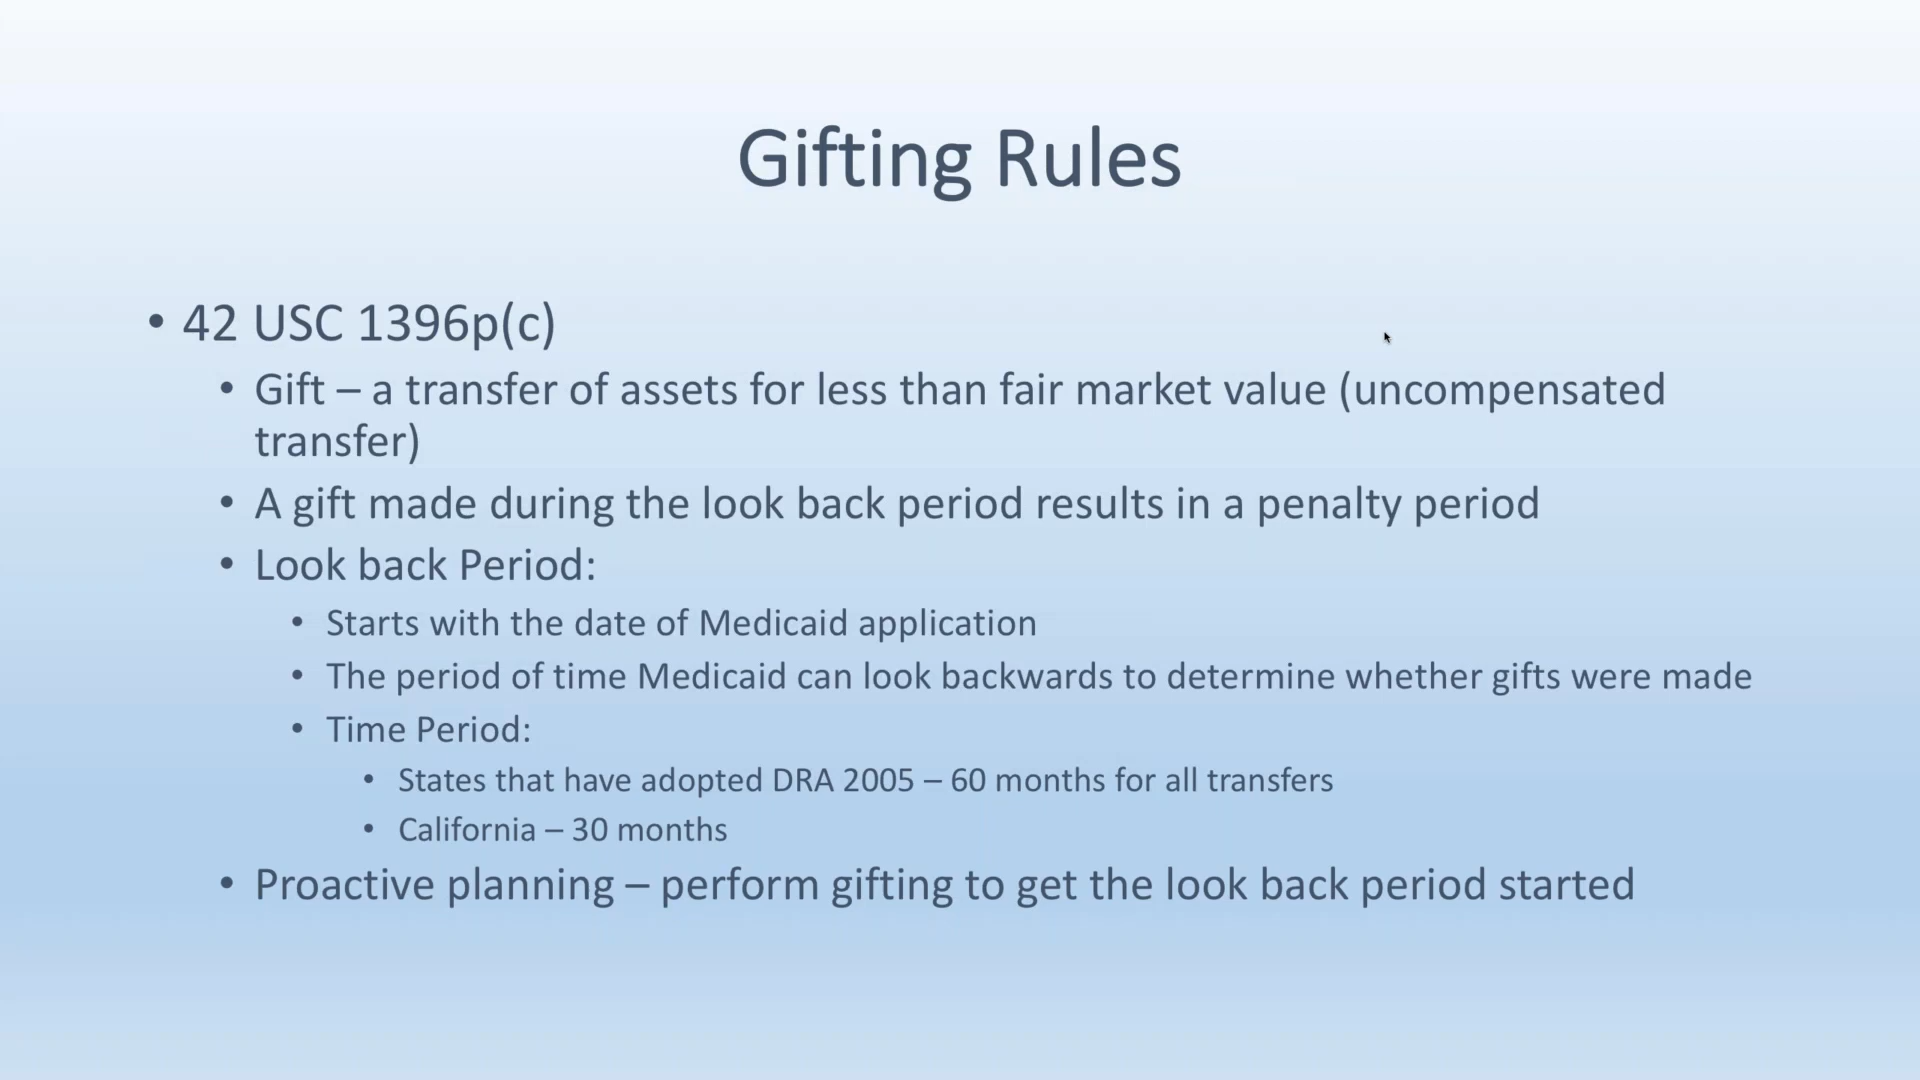 Gifting Rules
• 42 USC 1396p(c)
• Gift – a transfer of assets for less than fair market value (uncompensated
transfer)
• A gift made during the look back period results in a penalty period
• Look back Period:
• Starts with the date of Medicaid application
• The period of time Medicaid can look backwards to determine whether gifts were made
• Time Period:
• States that have adopted DRA 2005 – 60 months for all transfers
• California – 30 months
• Proactive planning – perform gifting to get the look back period started